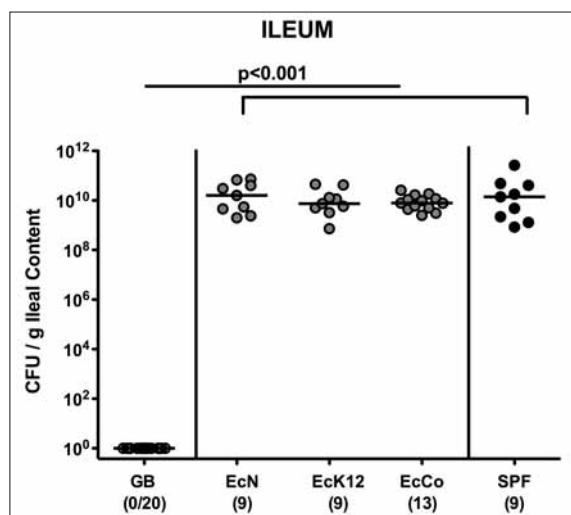 ILEUM
p<0.001
CFU / g Ileal Content
10¹²
10¹⁰
10⁸
10⁶
10⁴
10²
10⁰
GB EcN EcK12 EcCo SPF
(0/20) (9) (9) (13) (9)